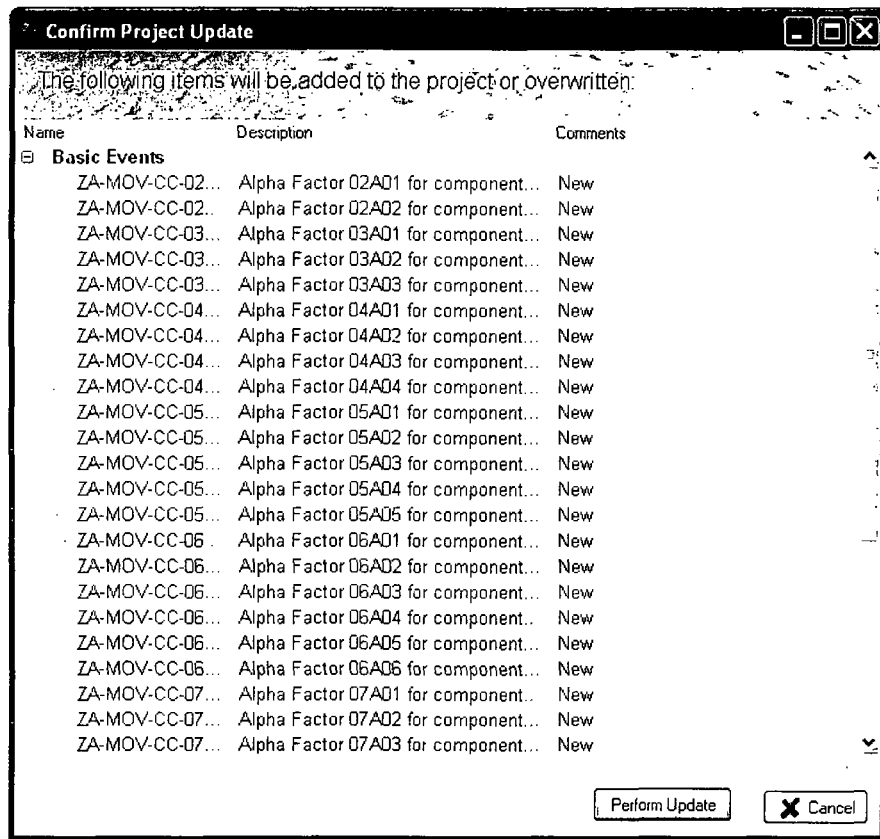 Confirm Project Update
The following items will be added to the project or overwritten:
Name Description Comments
Basic Events
ZA-MOV-CC-02... Alpha Factor 02A01 for component... New
ZA-MOV-CC-02.. Alpha Factor 02A02 for component... New
ZA-MOV-CC-03... Alpha Factor 03A01 for component... New
ZA-MOV-CC-03... Alpha Factor 03A02 for component... New
ZA-MOV-CC-03... Alpha Factor 03A03 for component... New
ZA-MOV-CC-04... Alpha Factor 04A01 for component... New
ZA-MOV-CC-04... Alpha Factor 04A02 for component... New
ZA-MOV-CC-04... Alpha Factor 04A03 for component... New
ZA-MOV-CC-04... Alpha Factor 04A04 for component... New
ZA-MOV-CC-05... Alpha Factor 05A01 for component... New
ZA-MOV-CC-05... Alpha Factor 05A02 for component... New
ZA-MOV-CC-05... Alpha Factor 05A03 for component... New
ZA-MOV-CC-05... Alpha Factor 05A04 for component... New
ZA-MOV-CC-05... Alpha Factor 05A05 for component... New
ZA-MOV-CC-06 . Alpha Factor 06A01 for component... New
ZA-MOV-CC-06... Alpha Factor 06A02 for component... New
ZA-MOV-CC-06... Alpha Factor 06A03 for component... New
ZA-MOV-CC-06... Alpha Factor 06A04 for component.. New
ZA-MOV-CC-06... Alpha Factor 06A05 for component... New
ZA-MOV-CC-06... Alpha Factor 06A06 for component... New
ZA-MOV-CC-07... Alpha Factor 07A01 for component.. New
ZA-MOV-CC-07... Alpha Factor 07A02 for component... New
ZA-MOV-CC-07... Alpha Factor 07A03 for component... New
Perform Update Cancel